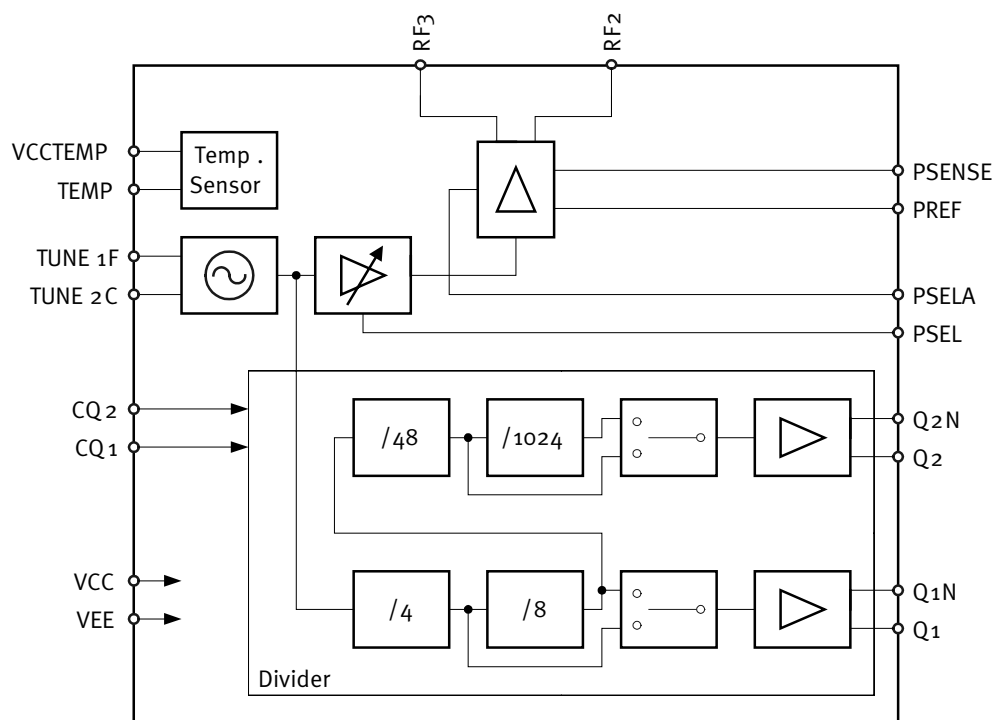 RF3
RF2
VCCTEMP
TEMP
Temp .
Sensor
PSENSE
PREF
TUNE 1F
TUNE 2C
PSELA
PSEL
CQ2
CQ1
/48
/1024
Q2N
Q2
VCC
VEE
/4
/8
Q1N
Q1
Divider